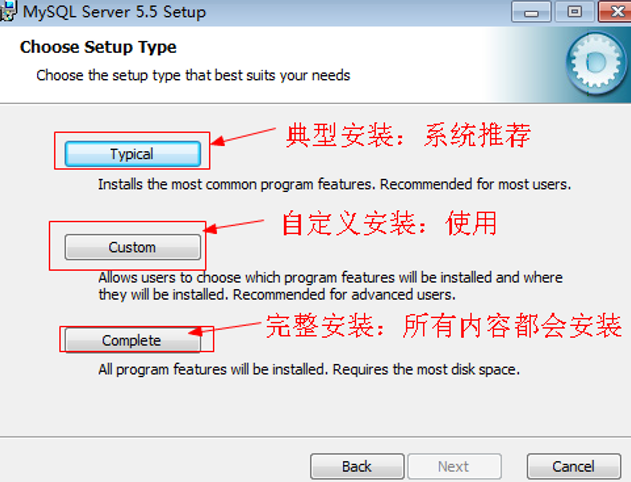 MySQL Server 5.5 Setup
Choose Setup Type
Choose the setup type that best suits your needs
Typical
典型安装：系统推荐
Installs the most common program features. Recommended for most users.
自定义安装：使用
Custom
Allows users to choose which program features will be installed and where
they will be installed. Recommended for advanced users.
完整安装：所有内容都会安装
Complete
All program features will be installed. Requires the most disk space.
Back
Next
Cancel